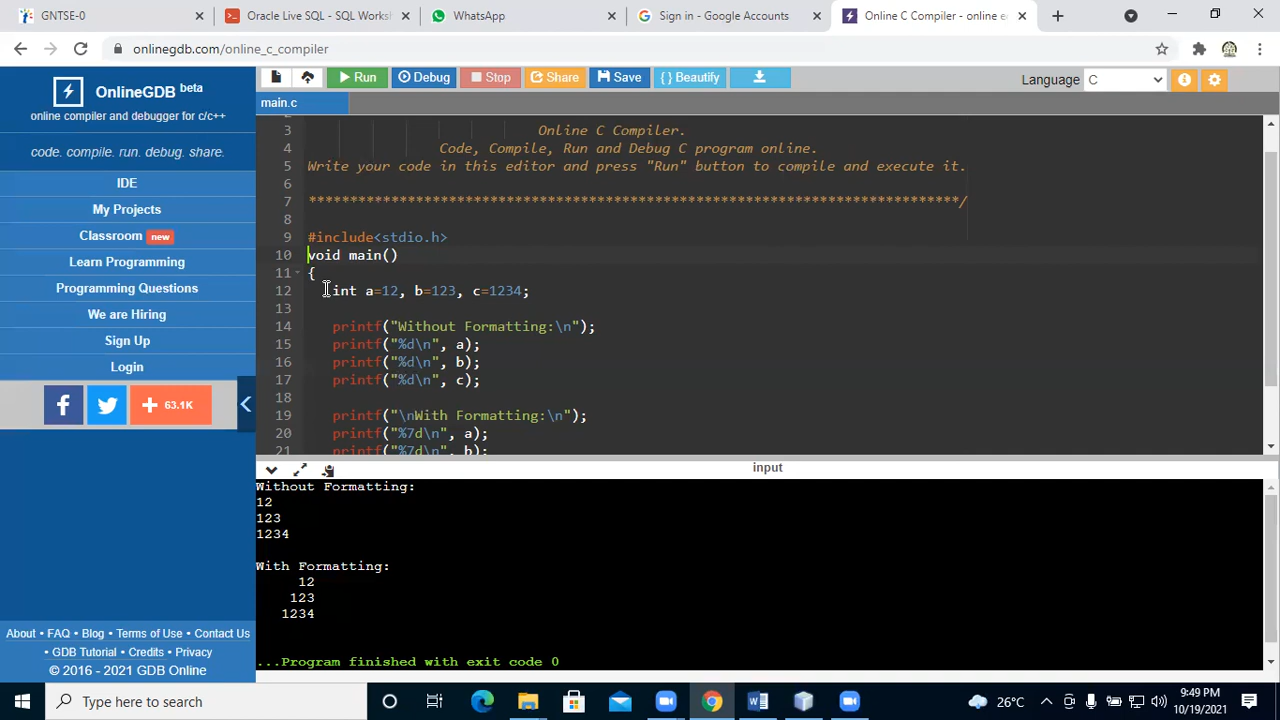 GNTSE-0
Oracle Live SQL - SQL Works
WhatsApp
Sign in - Google Accounts
Online C Compiler - online e
onlinegdb.com/online_c_compiler
OnlineGDB beta
online compiler and debugger for c/c++
code. compile. run. debug. share.
IDE
My Projects
Classroom new
Learn Programming
Programming Questions
We are Hiring
Sign Up
Login
63.1K
About • FAQ • Blog • Terms of Use • Contact Us
• GDB Tutorial • Credits • Privacy
© 2016 - 2021 GDB Online
Run
Debug
Stop
Share
Save
{ } Beautify
Language C
main.c
3 Online C Compiler.
4 Code, Compile, Run and Debug C program online.
5 Write your code in this editor and press "Run" button to compile and execute it.
6
7 *******************************************************************************/
8
9 #include<stdio.h>
10 void main()
11 {
12 int a=12, b=123, c=1234;
13
14 printf("Without Formatting:\n");
15 printf("%d\n", a);
16 printf("%d\n", b);
17 printf("%d\n", c);
18
19 printf("\nWith Formatting:\n");
20 printf("%7d\n", a);
21 printf("%7d\n", b);
input
Without Formatting:
12
123
1234
With Formatting:
12
123
1234
...Program finished with exit code 0
Type here to search
26°C
9:49 PM
10/19/2021